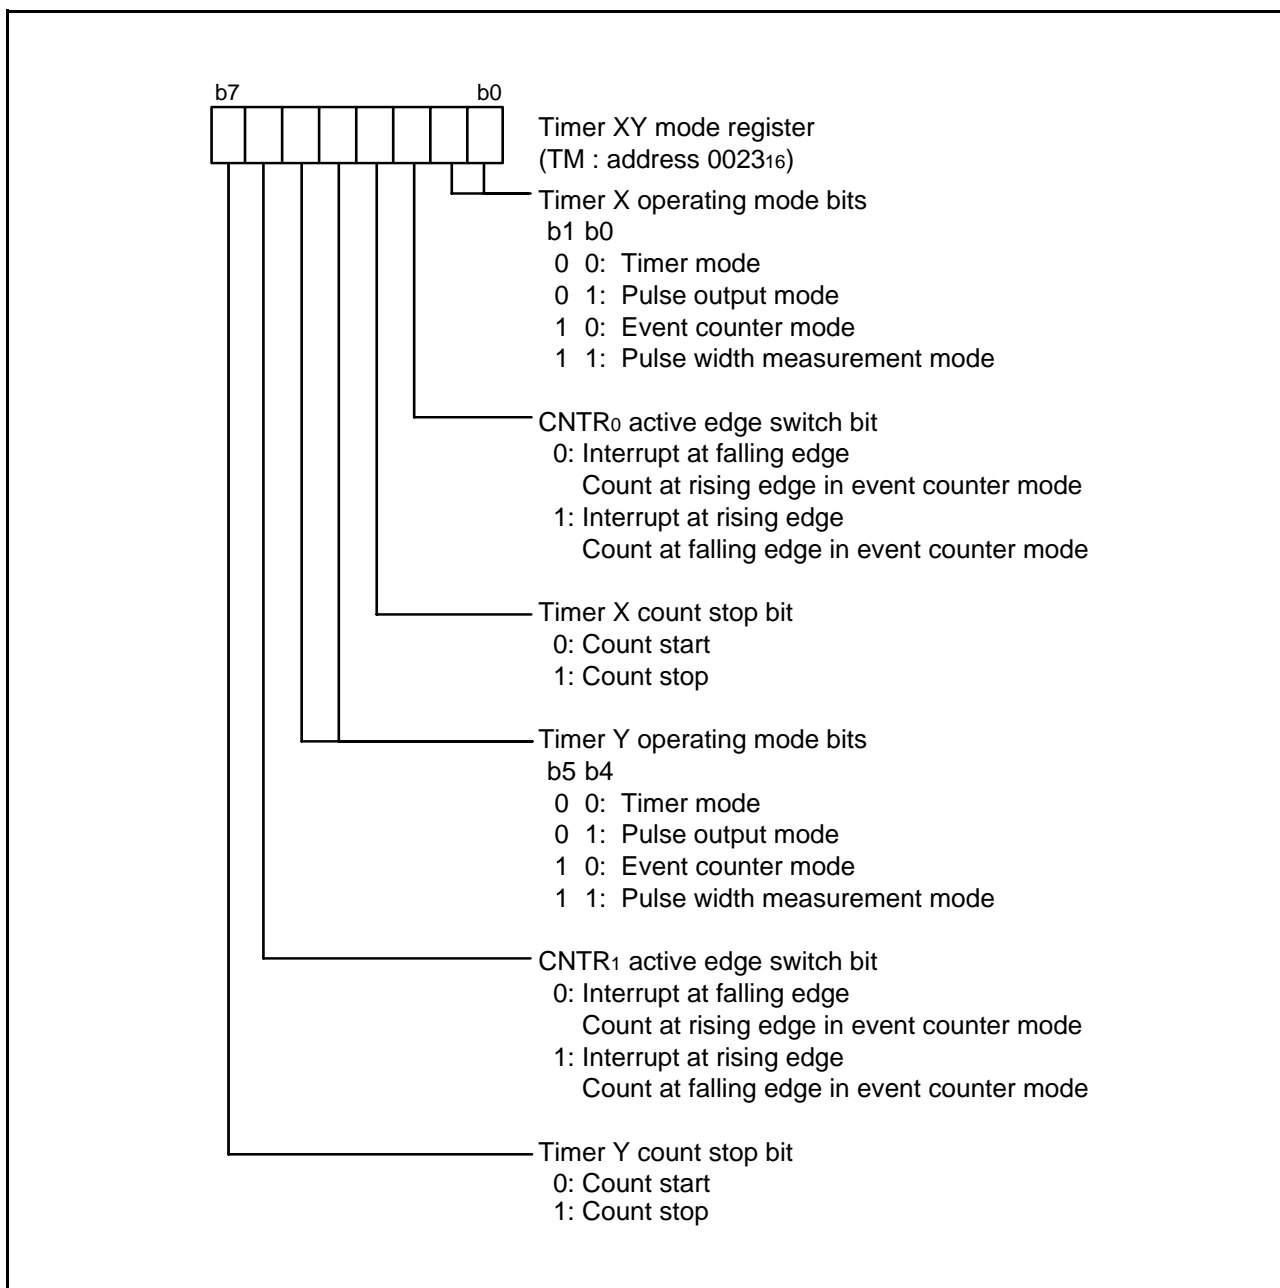 b7 b0
Timer XY mode register
(TM : address 002316)
Timer X operating mode bits
b1 b0
0 0: Timer mode
0 1: Pulse output mode
1 0: Event counter mode
1 1: Pulse width measurement mode
CNTR0 active edge switch bit
0: Interrupt at falling edge
Count at rising edge in event counter mode
1: Interrupt at rising edge
Count at falling edge in event counter mode
Timer X count stop bit
0: Count start
1: Count stop
Timer Y operating mode bits
b5 b4
0 0: Timer mode
0 1: Pulse output mode
1 0: Event counter mode
1 1: Pulse width measurement mode
CNTR1 active edge switch bit
0: Interrupt at falling edge
Count at rising edge in event counter mode
1: Interrupt at rising edge
Count at falling edge in event counter mode
Timer Y count stop bit
0: Count start
1: Count stop